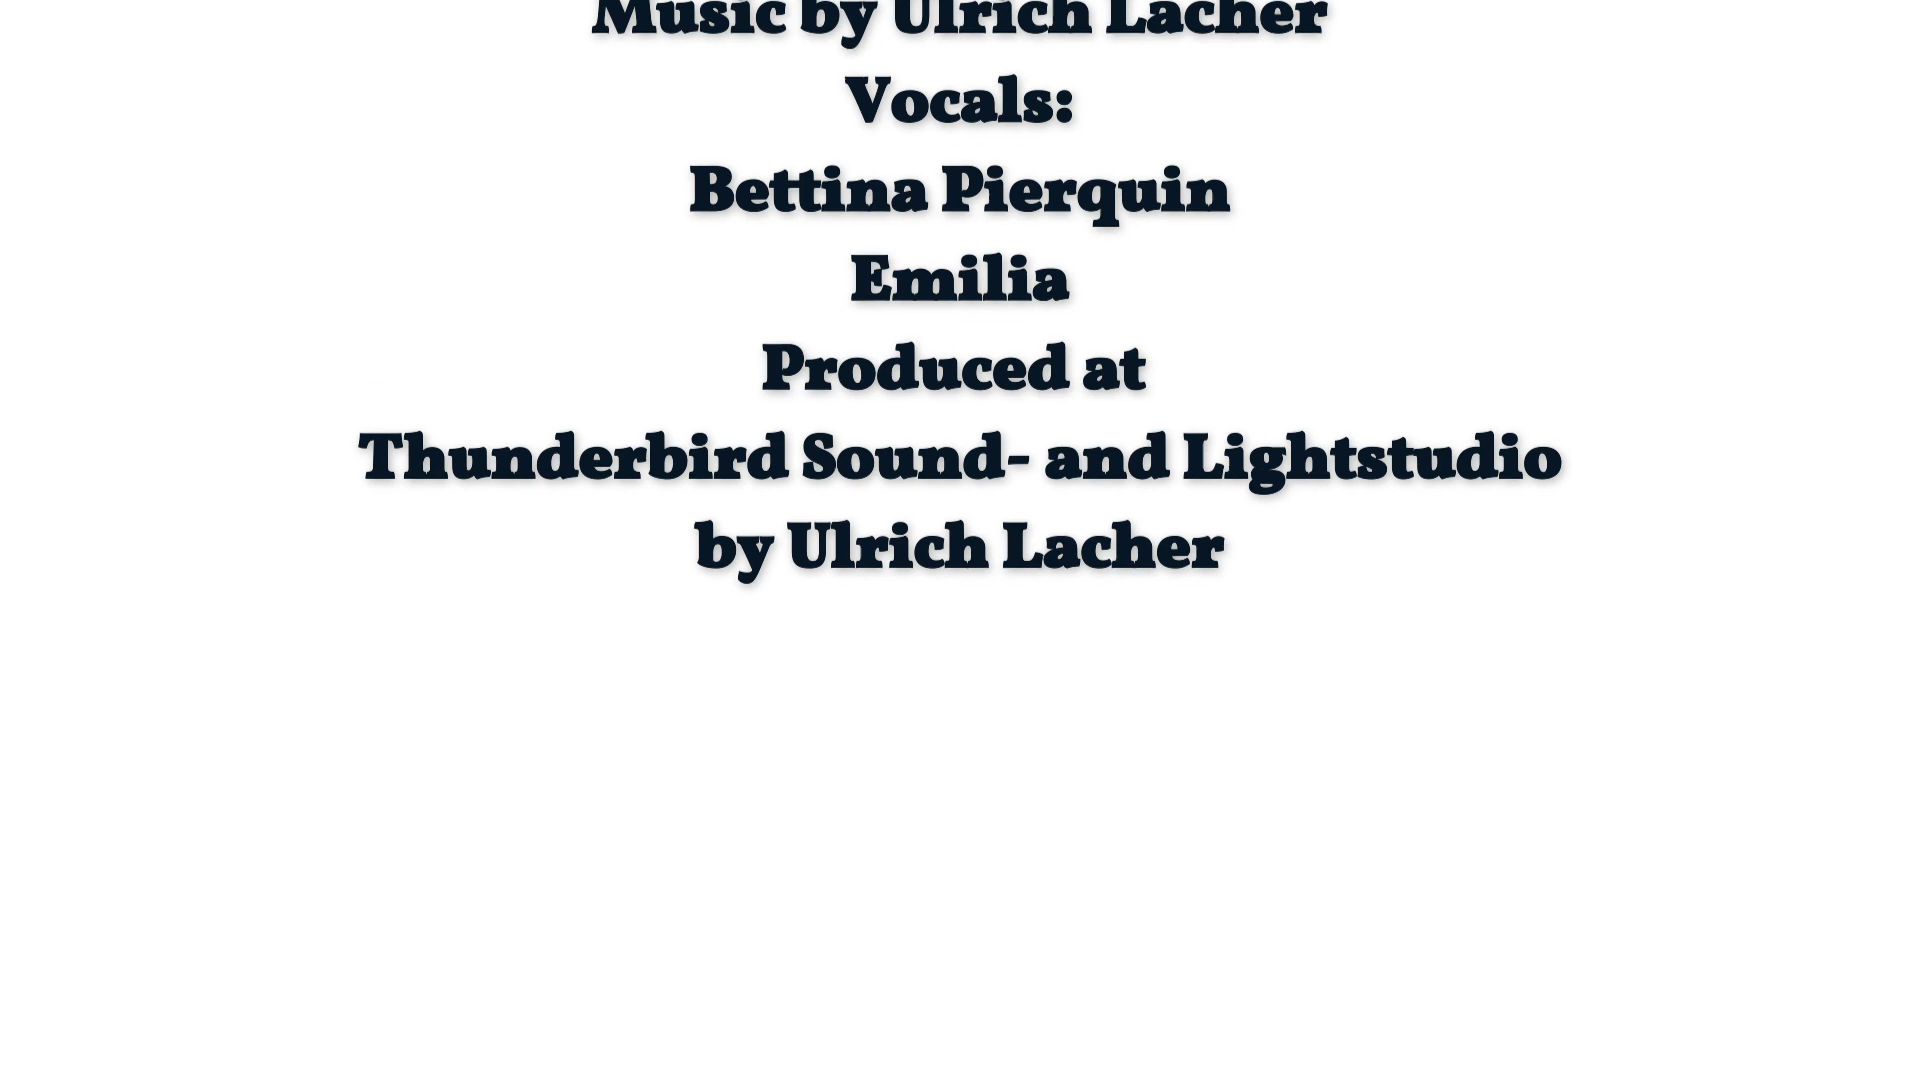 Music by Ulrich Lacher
Vocals:
Bettina Pierquin
Emilia
Produced at
Thunderbird Sound- and Lightstudio
by Ulrich Lacher